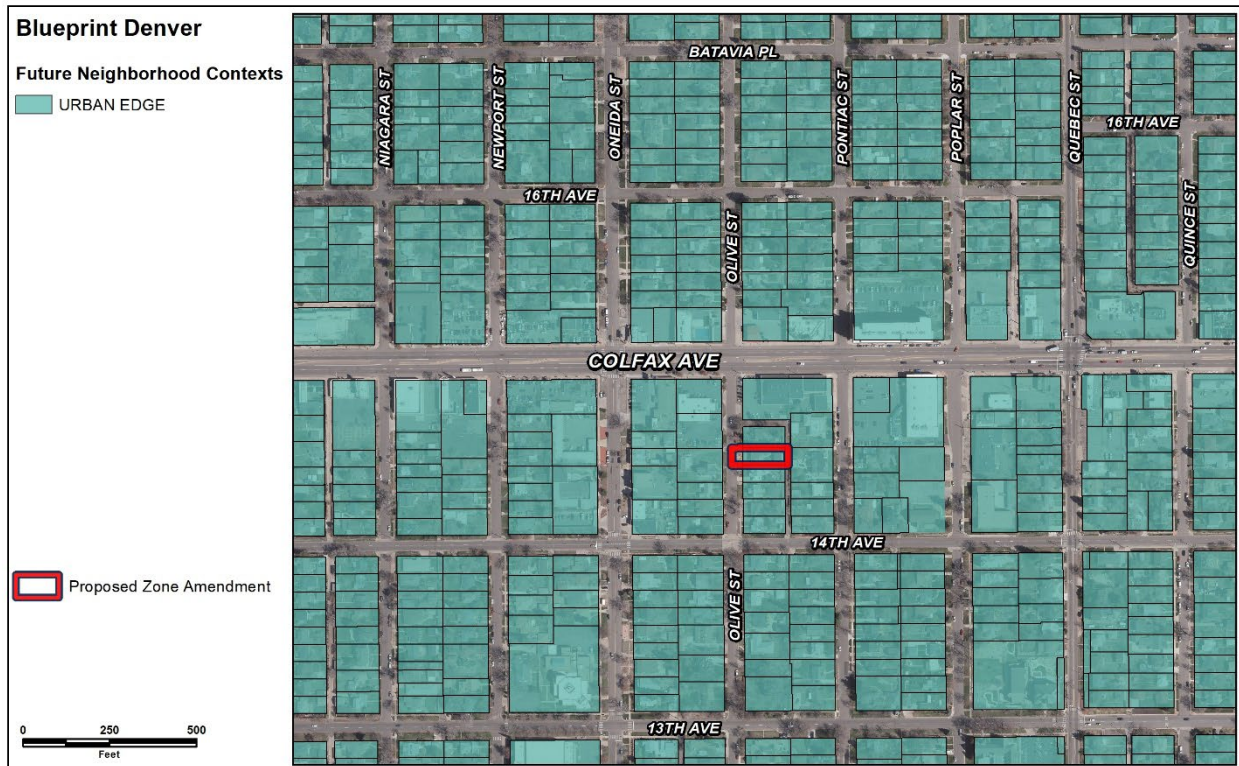 Blueprint Denver
Future Neighborhood Contexts
URBAN EDGE
Proposed Zone Amendment
0 250 500
Feet
BATAVIA PL
NIAGARA ST
NEWPORT ST
ONEIDA ST
PONTIAC ST
POPLAR ST
QUEBEC ST
16TH AVE
16TH AVE
OLIVE ST
QUINCE ST
COLFAX AVE
14TH AVE
OLIVE ST
13TH AVE